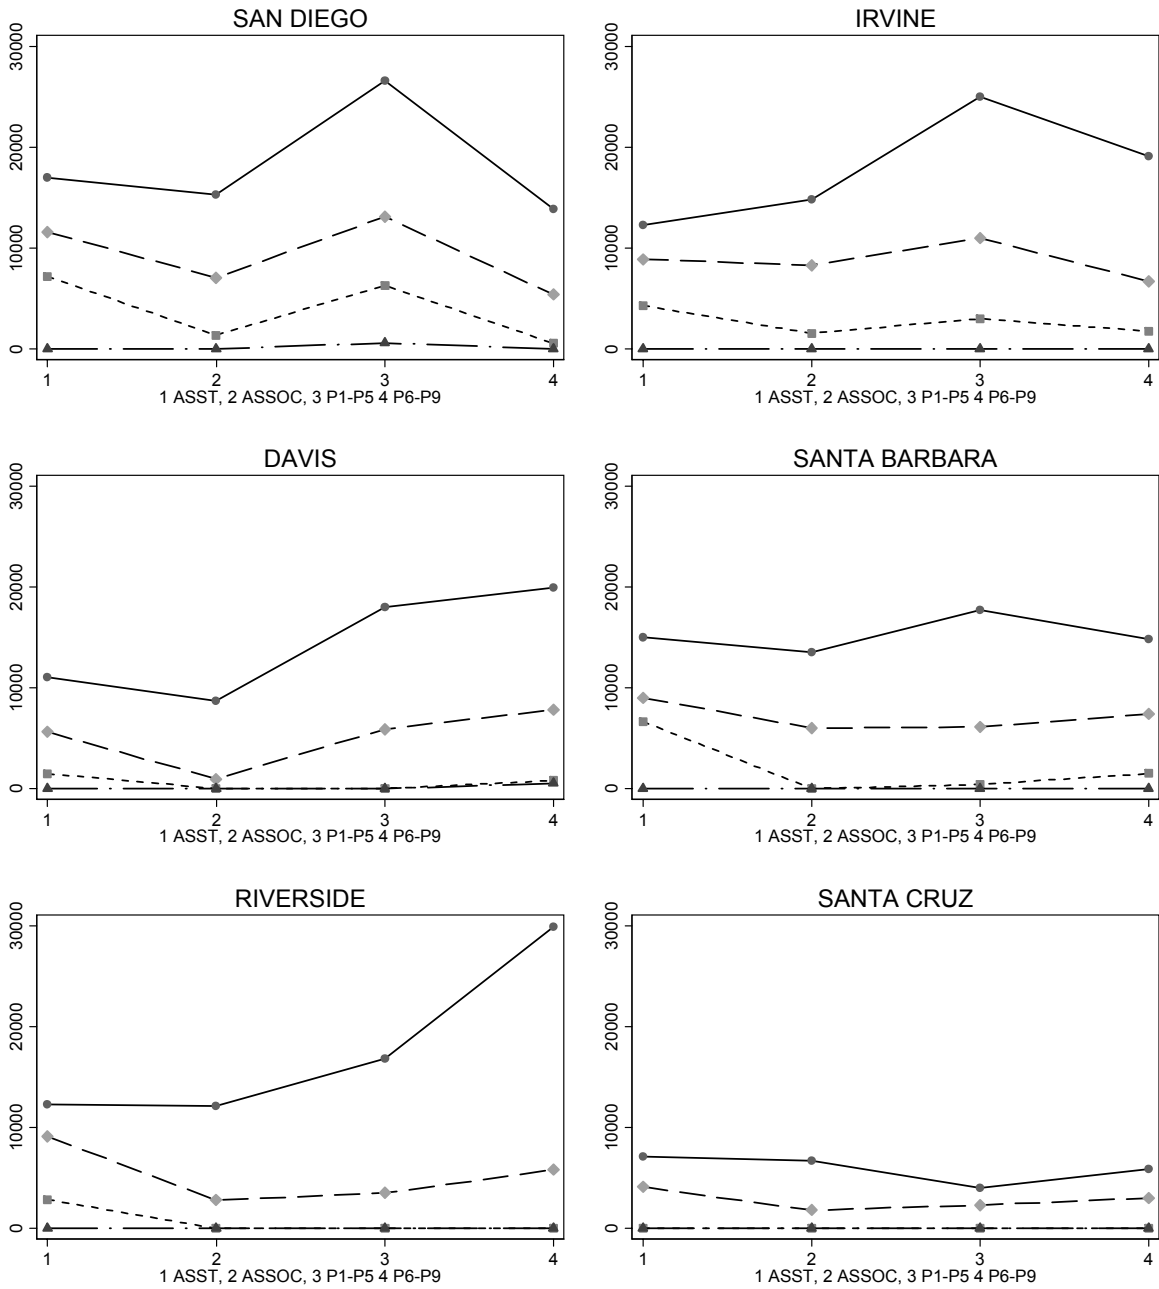 SAN DIEGO
30000
20000
10000
0
1 2 3 4
1 ASST, 2 ASSOC, 3 P1-P5 4 P6-P9
IRVINE
30000
20000
10000
0
1 2 3 4
1 ASST, 2 ASSOC, 3 P1-P5 4 P6-P9
DAVIS
30000
20000
10000
0
1 2 3 4
1 ASST, 2 ASSOC, 3 P1-P5 4 P6-P9
SANTA BARBARA
30000
20000
10000
0
1 2 3 4
1 ASST, 2 ASSOC, 3 P1-P5 4 P6-P9
RIVERSIDE
30000
20000
10000
0
1 2 3 4
1 ASST, 2 ASSOC, 3 P1-P5 4 P6-P9
SANTA CRUZ
30000
20000
10000
0
1 2 3 4
1 ASST, 2 ASSOC, 3 P1-P5 4 P6-P9